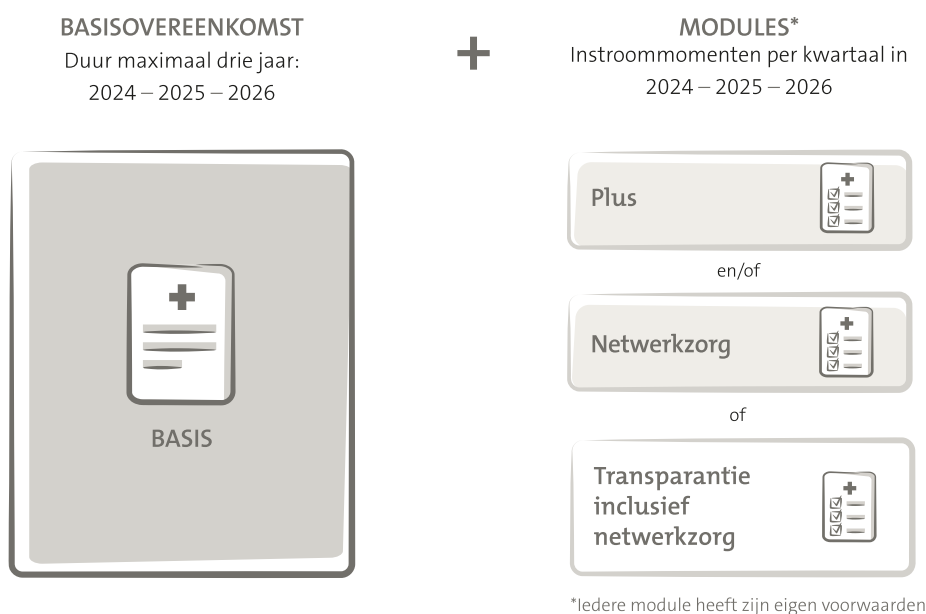 BASISOVEREENKOMST
Duur maximaal drie jaar:
2024 – 2025 – 2026
+
MODULES*
Instroommomenten per kwartaal in
2024 – 2025 – 2026
BASIS
Plus
en/of
Netwerkzorg
of
Transparantie
inclusief
netwerkzorg
*Iedere module heeft zijn eigen voorwaarden